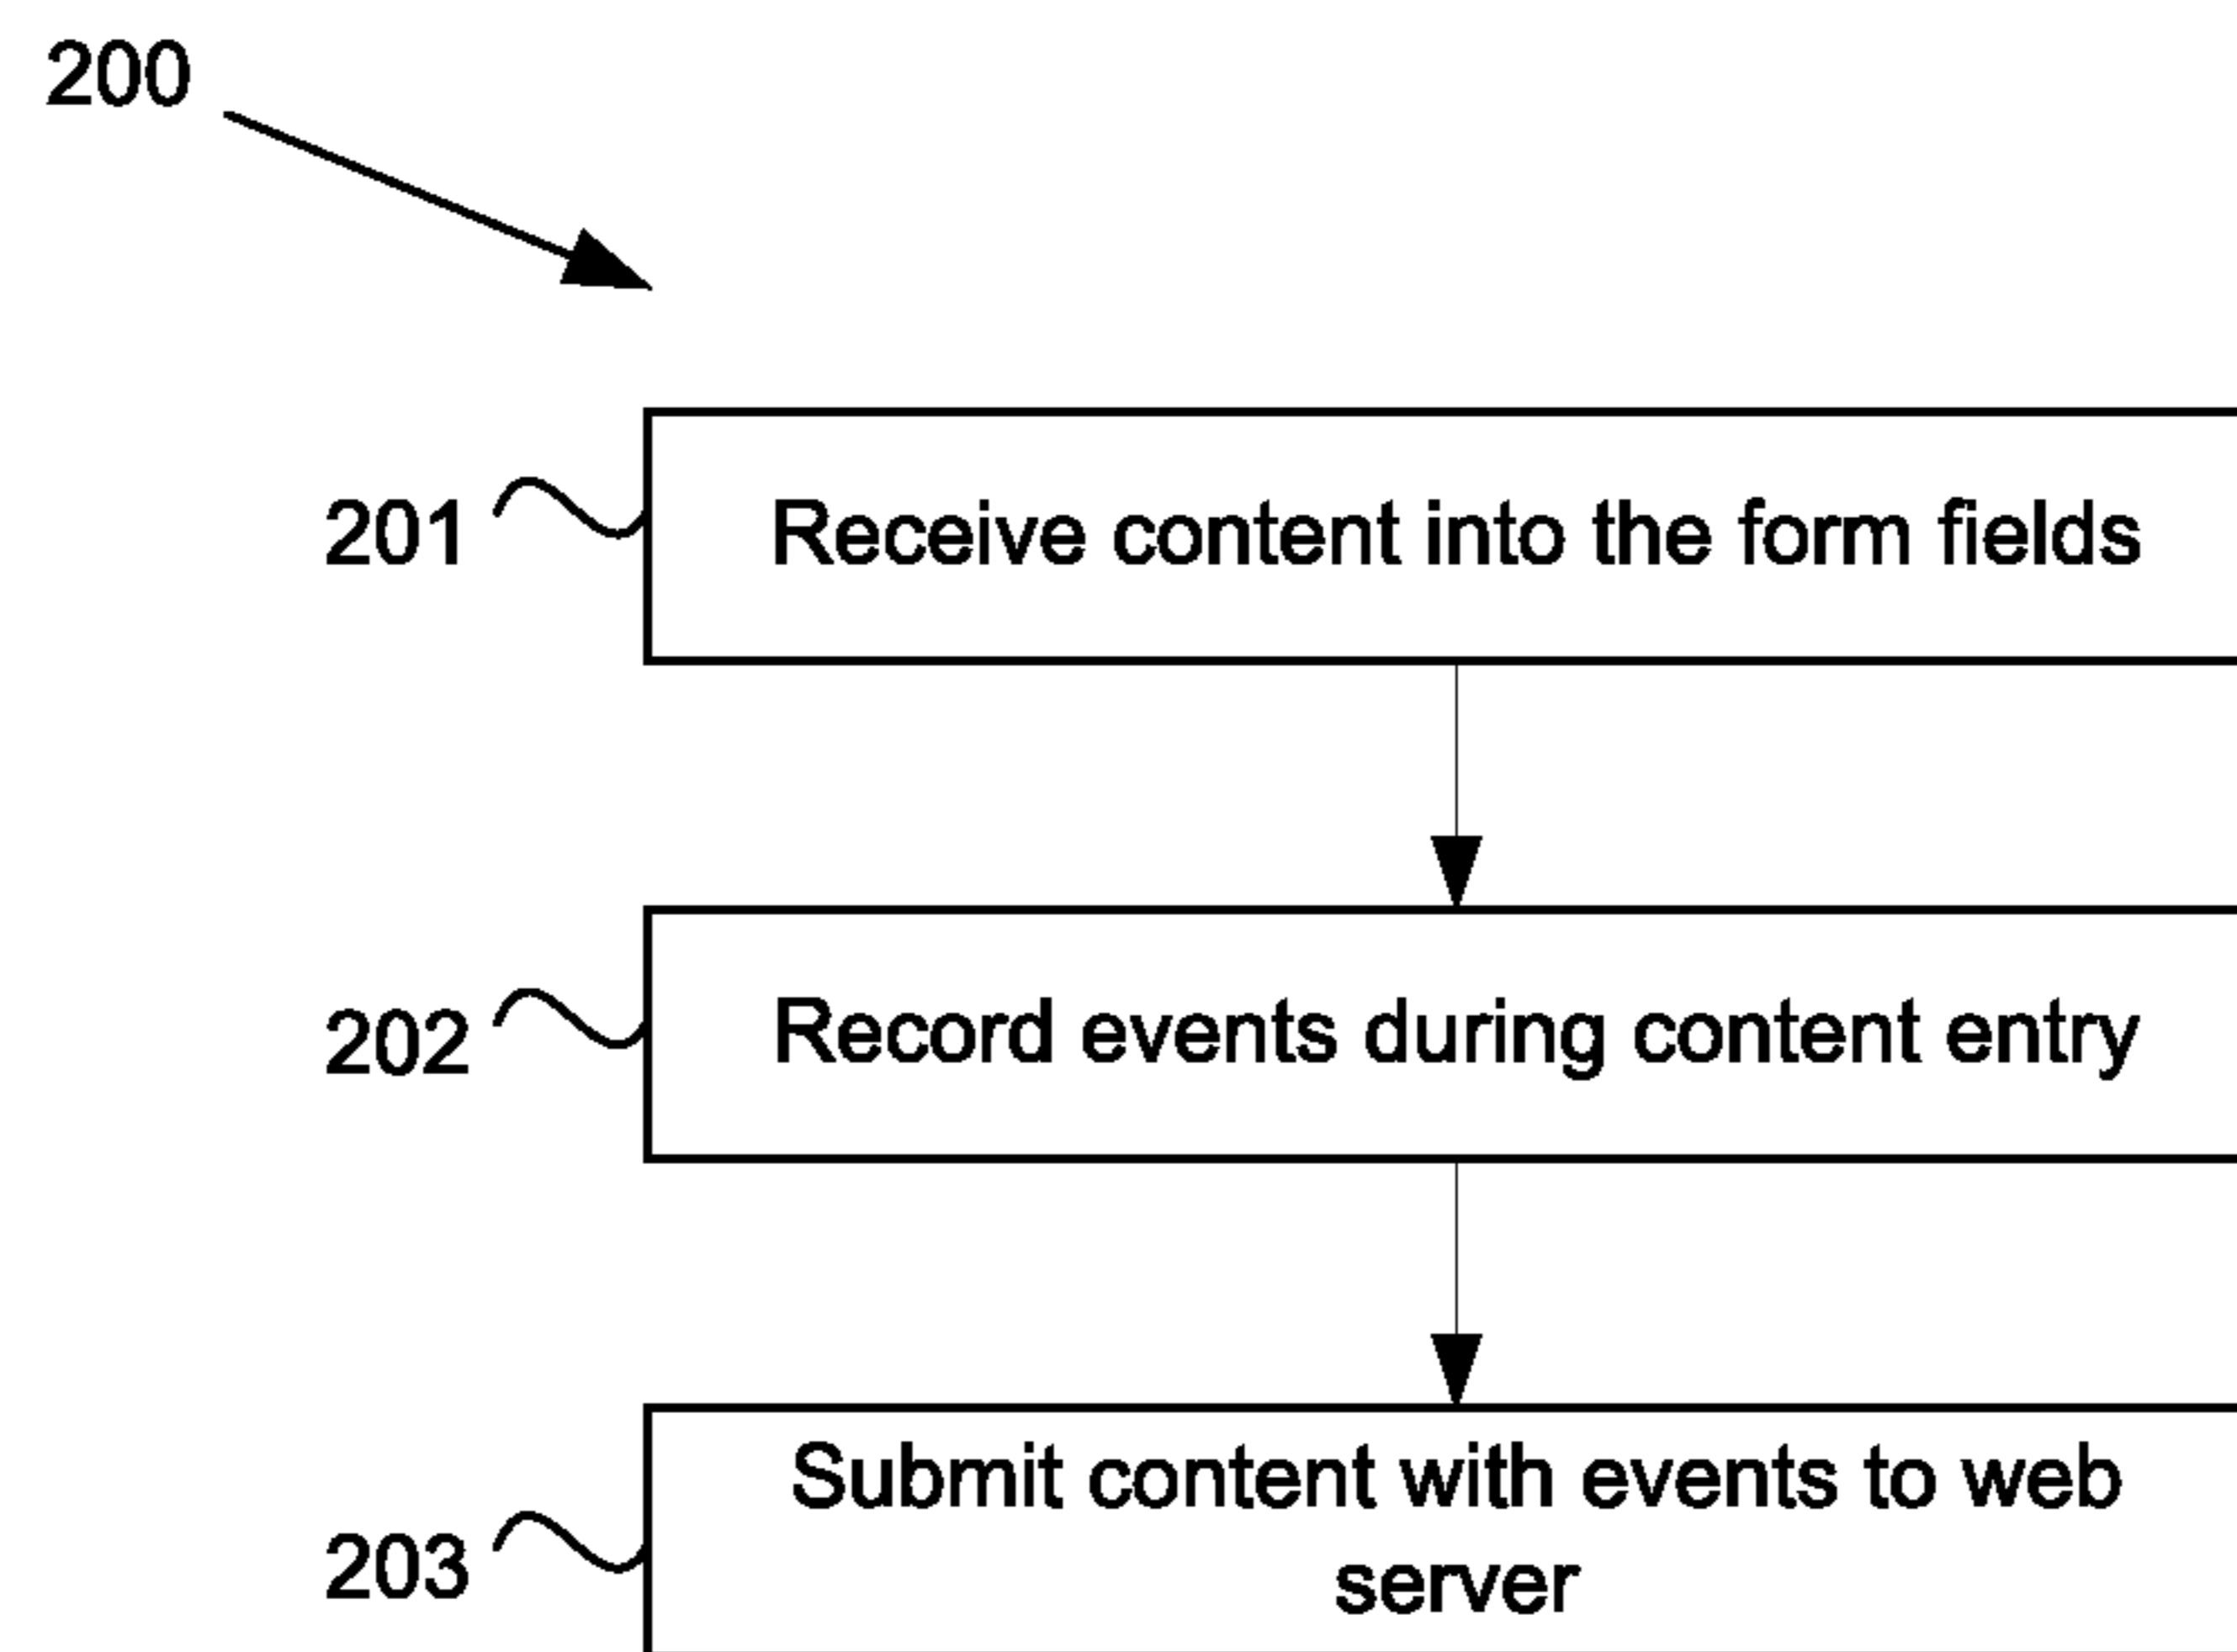 200
201
Receive content into the form fields
202
Record events during content entry
203
Submit content with events to web
server